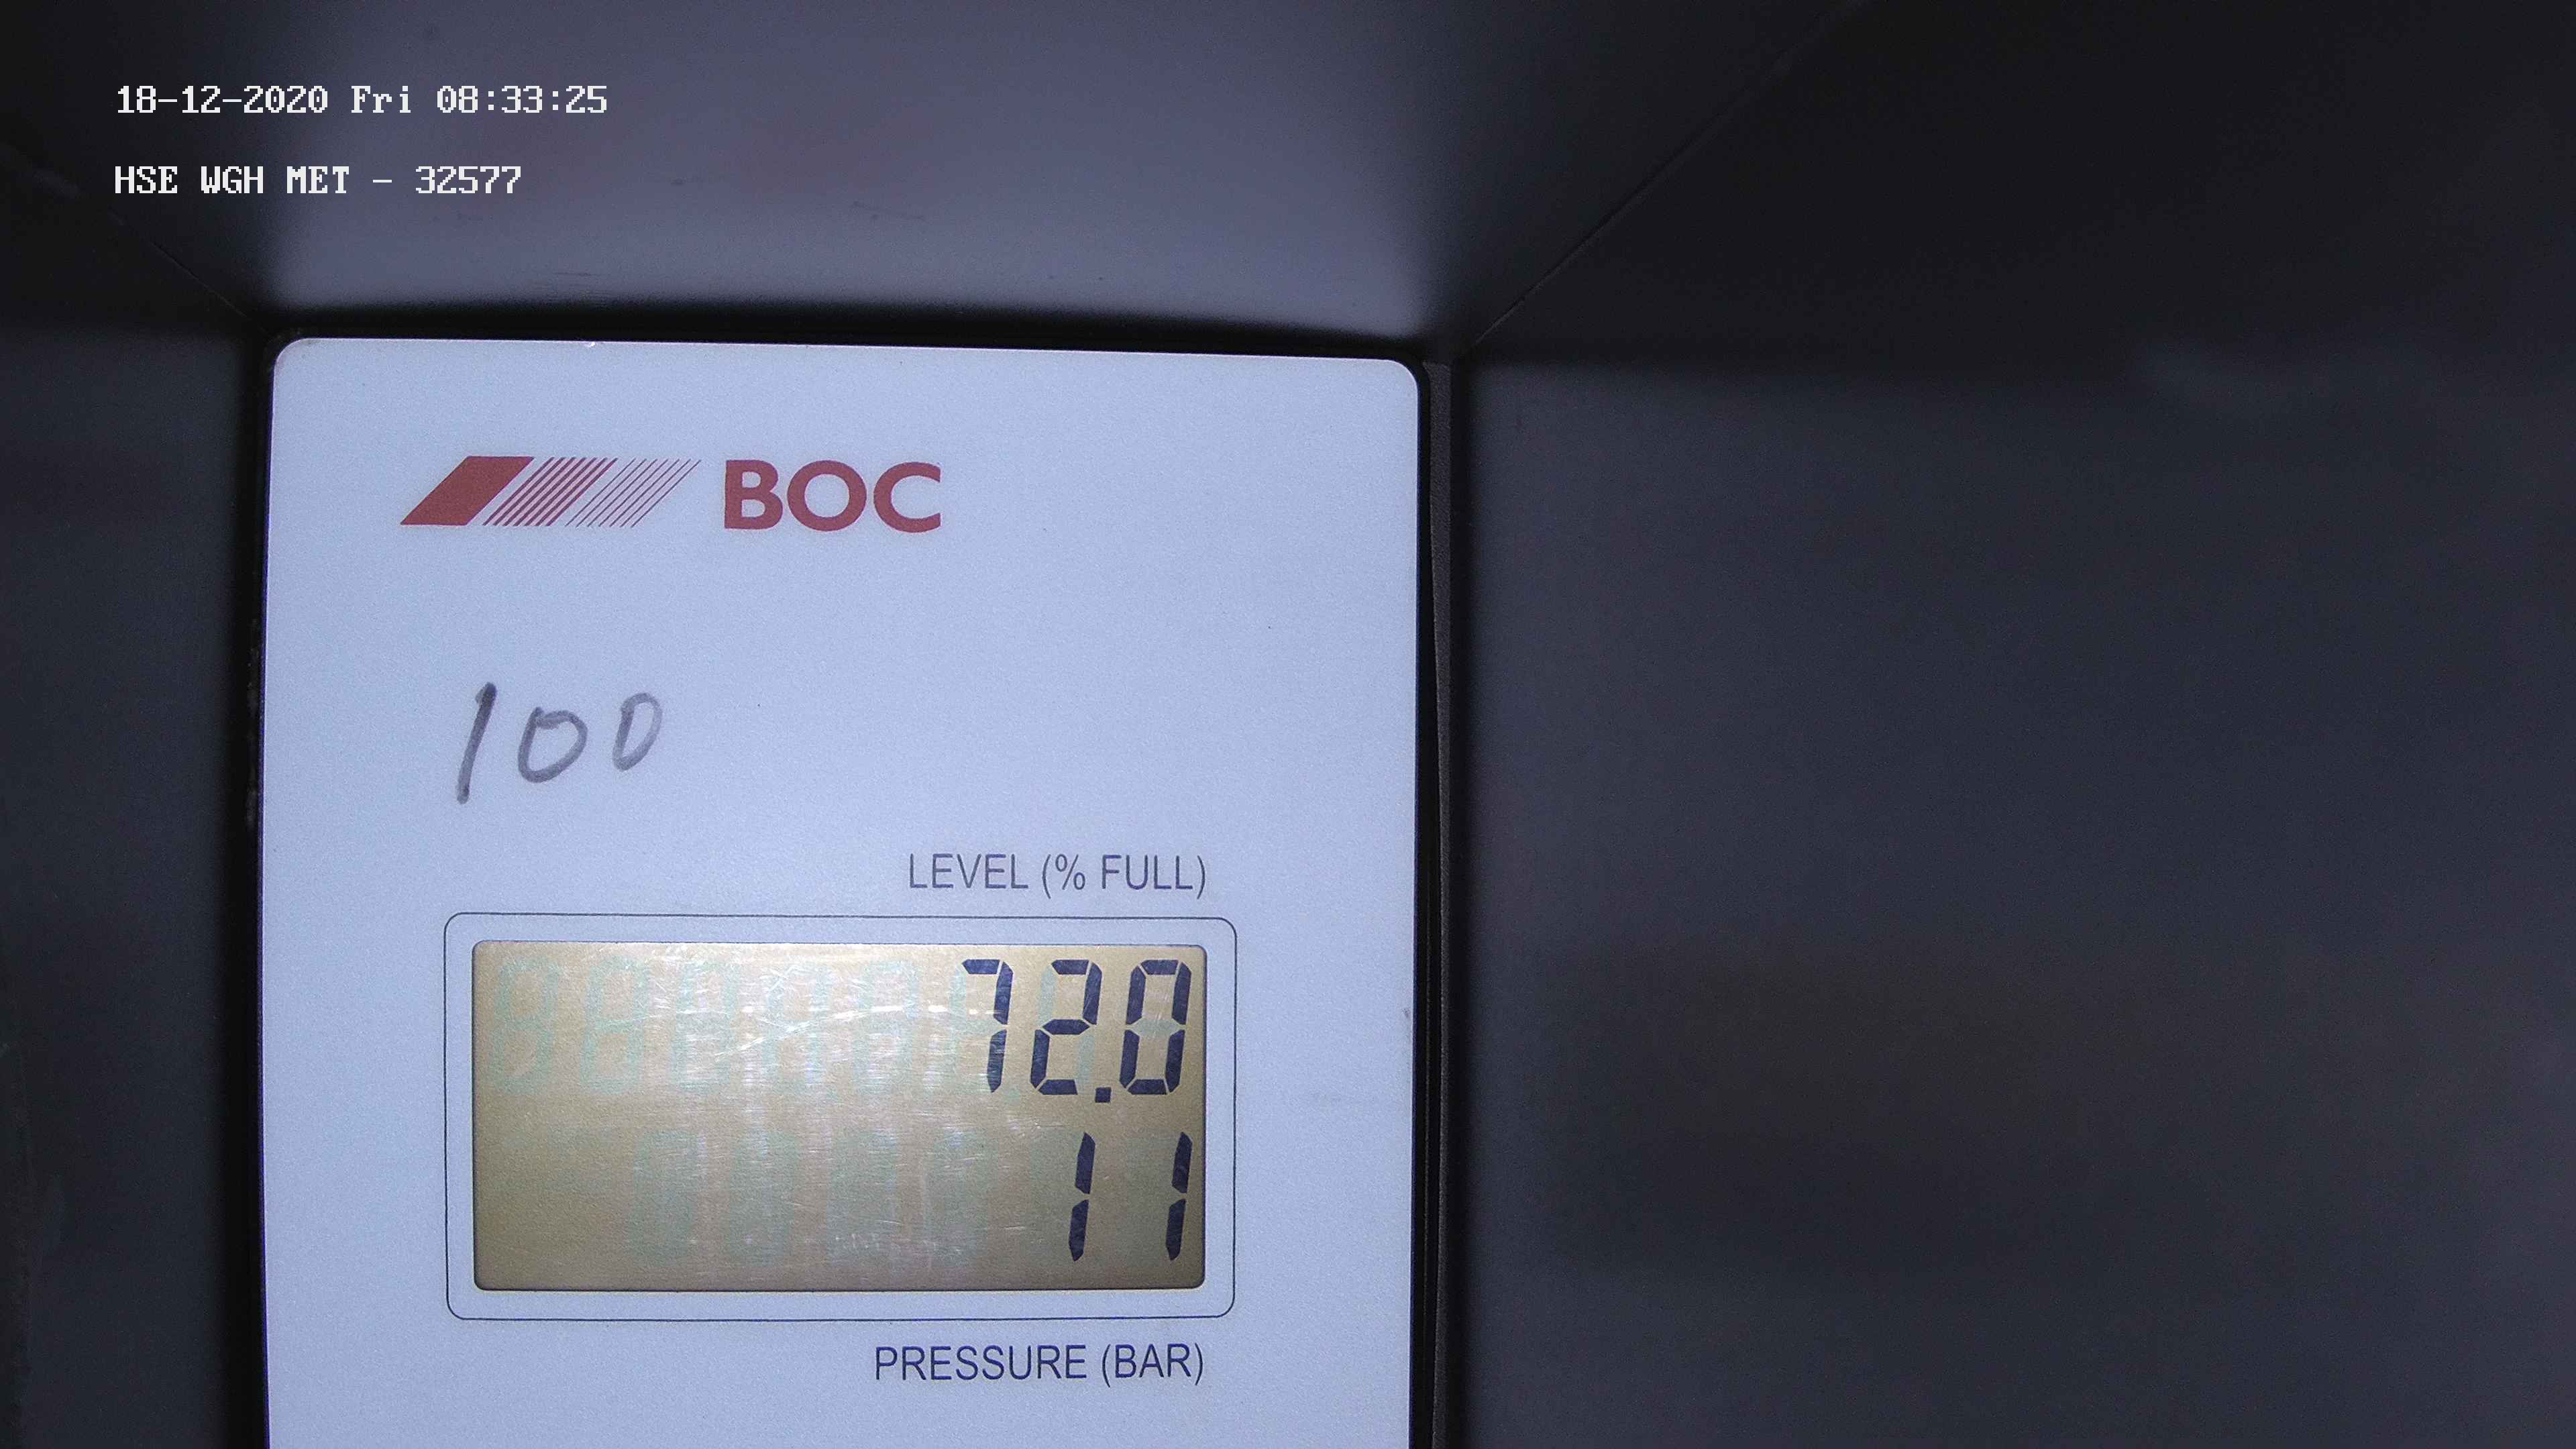 18-12-2020 Fri 08:33:25
HSE WGH MET - 32577
BOC
100
LEVEL (% FULL)
72.0
11
PRESSURE (BAR)